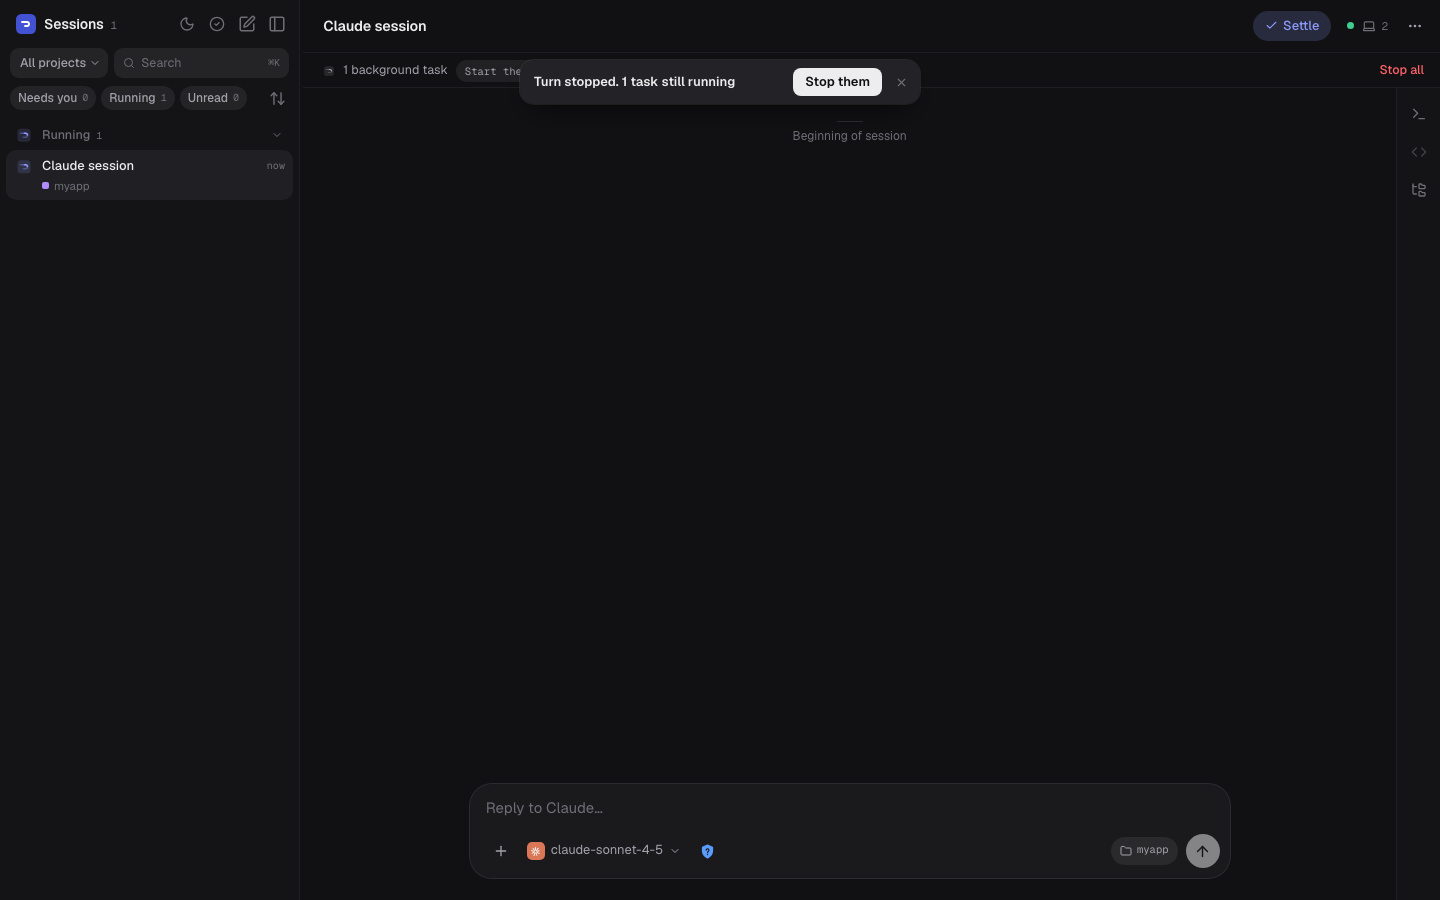 Sessions 1
All projects
Search ⌘K
Needs you 0
Running 1
Unread 0
Running 1
Claude session now
myapp
Claude session
Settle
2
1 background task
Start the
Stop all
Turn stopped. 1 task still running
Stop them
Beginning of session
Reply to Claude...
claude-sonnet-4-5
myapp